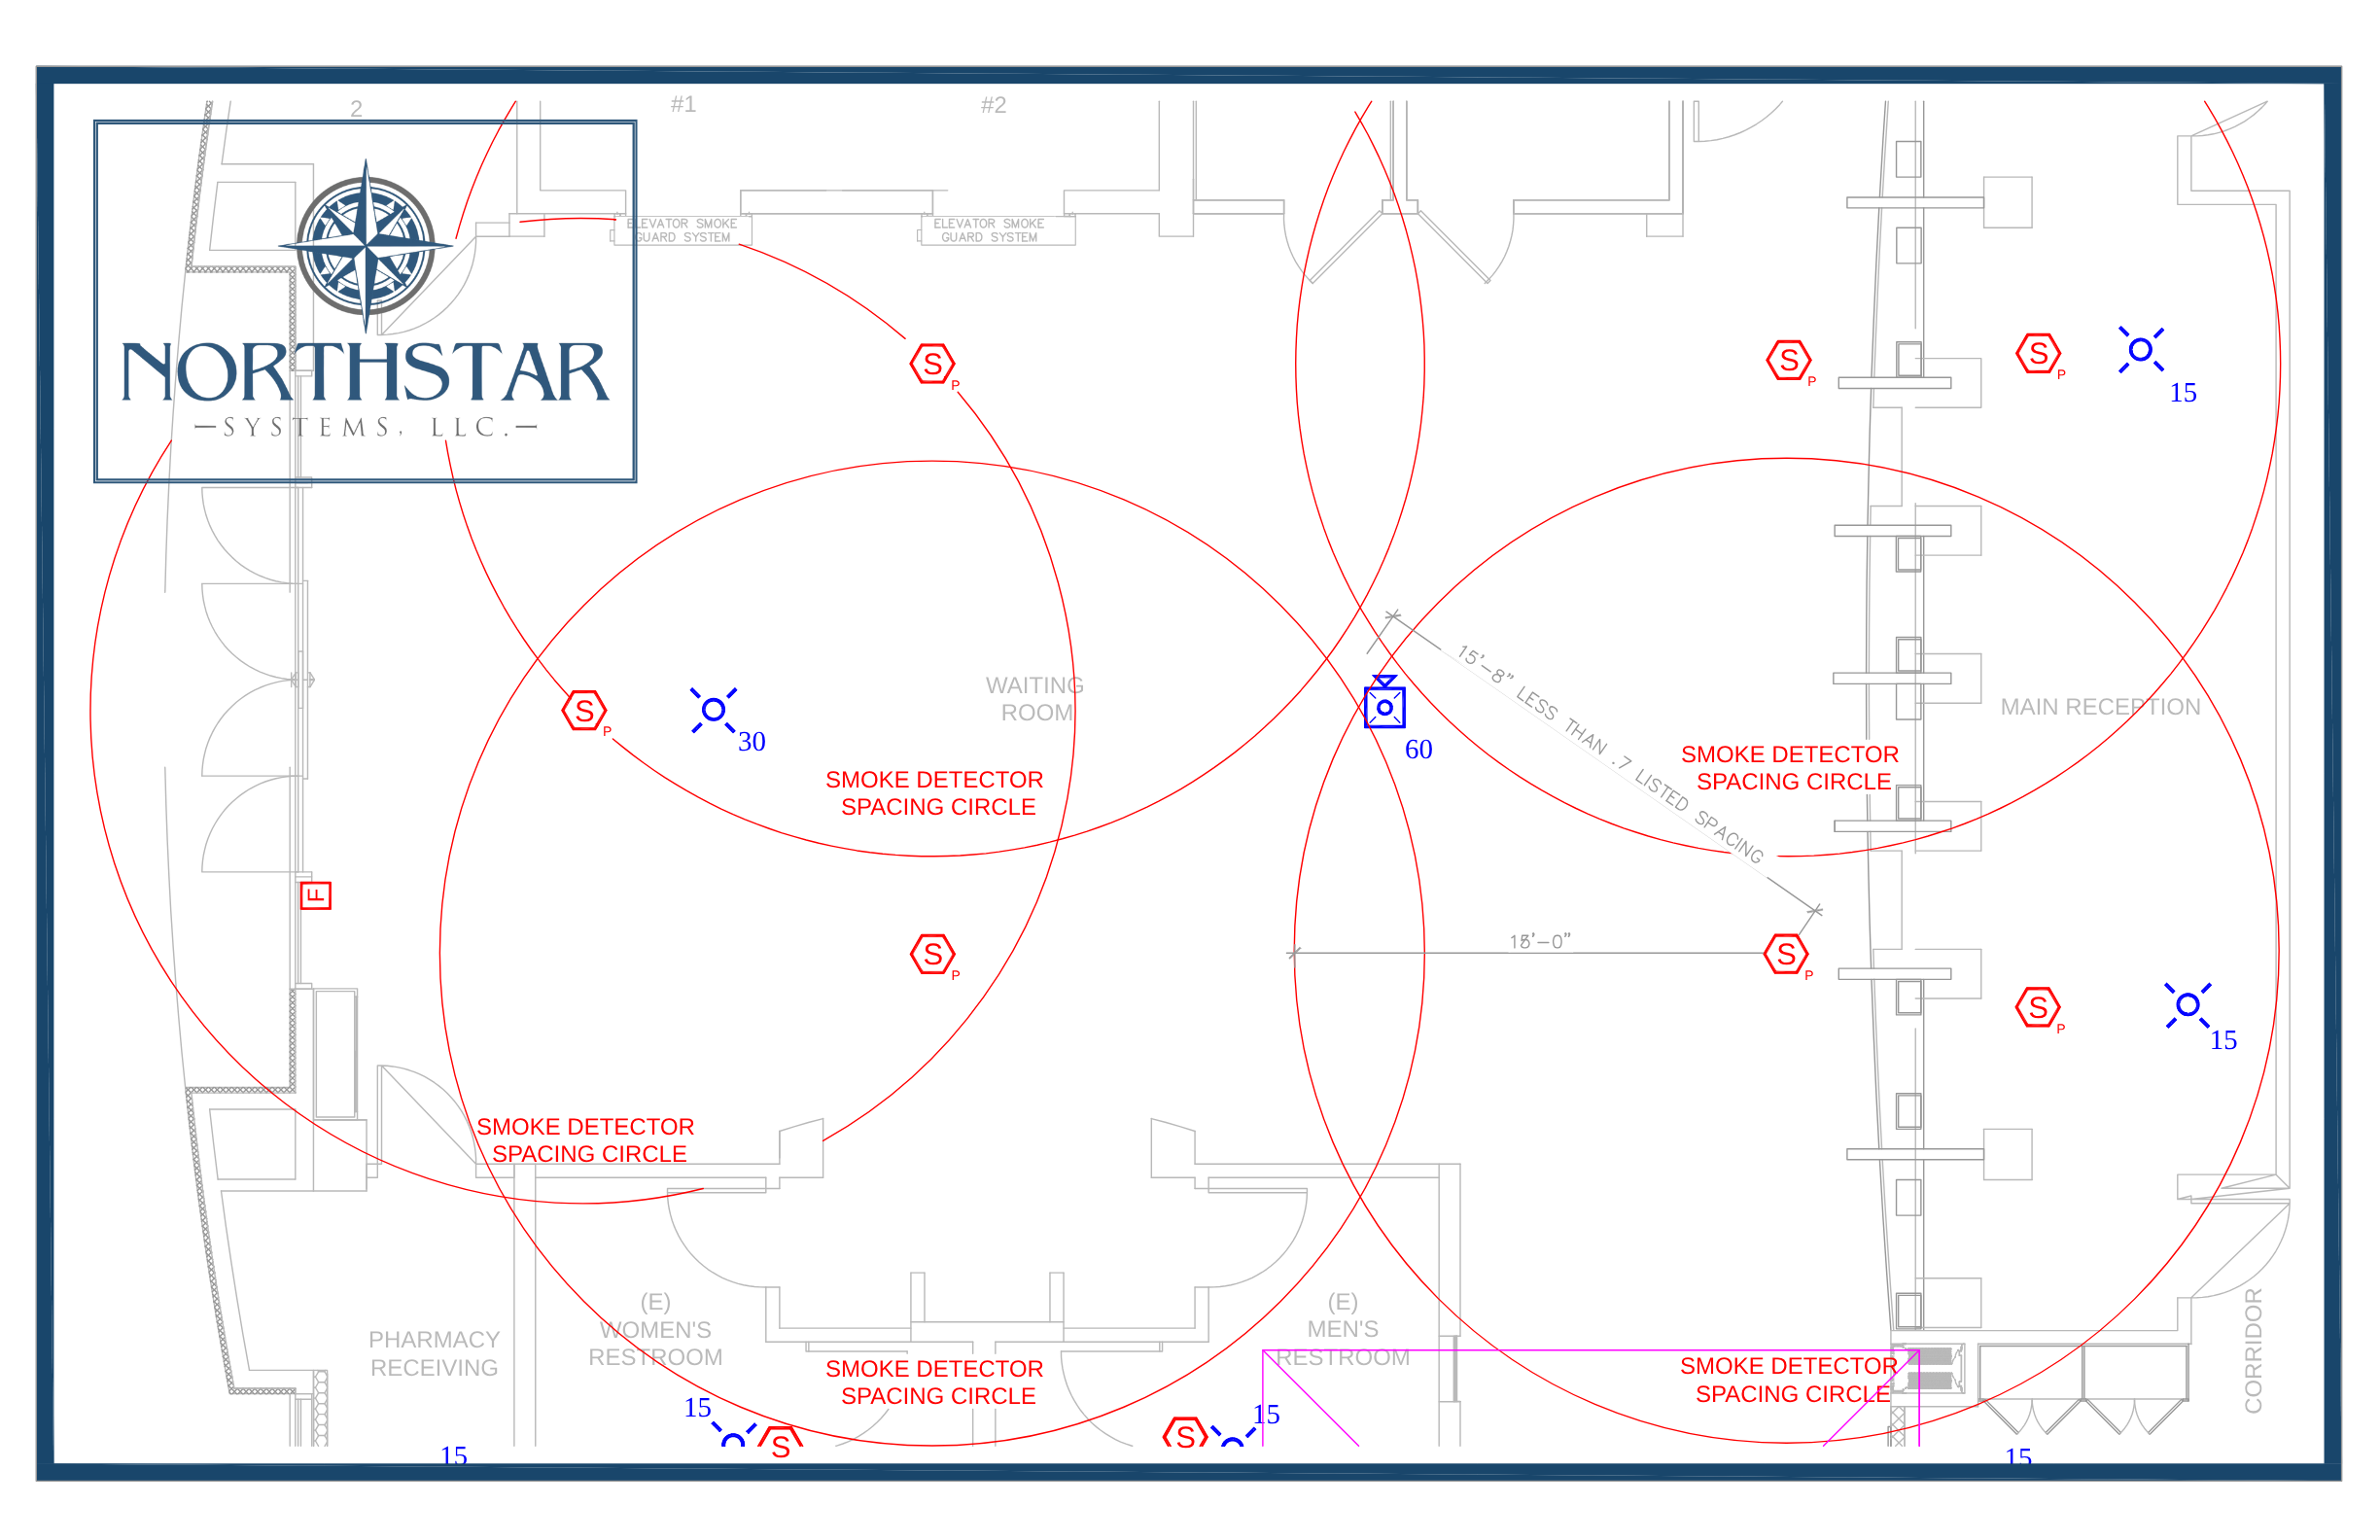 2
#1
#2
ELEVATOR SMOKE
GUARD SYSTEM
ELEVATOR SMOKE
GUARD SYSTEM
NORTHSTAR
SYSTEMS, LLC.
S
P
S
P
S
P
15
S
P
30
WAITING
ROOM
60
15'-8" LESS THAN .7 LISTED SPACING
MAIN RECEPTION
SMOKE DETECTOR
SPACING CIRCLE
SMOKE DETECTOR
SPACING CIRCLE
F
S
P
S
P
S
P
15
SMOKE DETECTOR
SPACING CIRCLE
PHARMACY
RECEIVING
(E)
WOMEN'S
RESTROOM
(E)
MEN'S
RESTROOM
CORRIDOR
SMOKE DETECTOR
SPACING CIRCLE
SMOKE DETECTOR
SPACING CIRCLE
15
S
S
15
15
15